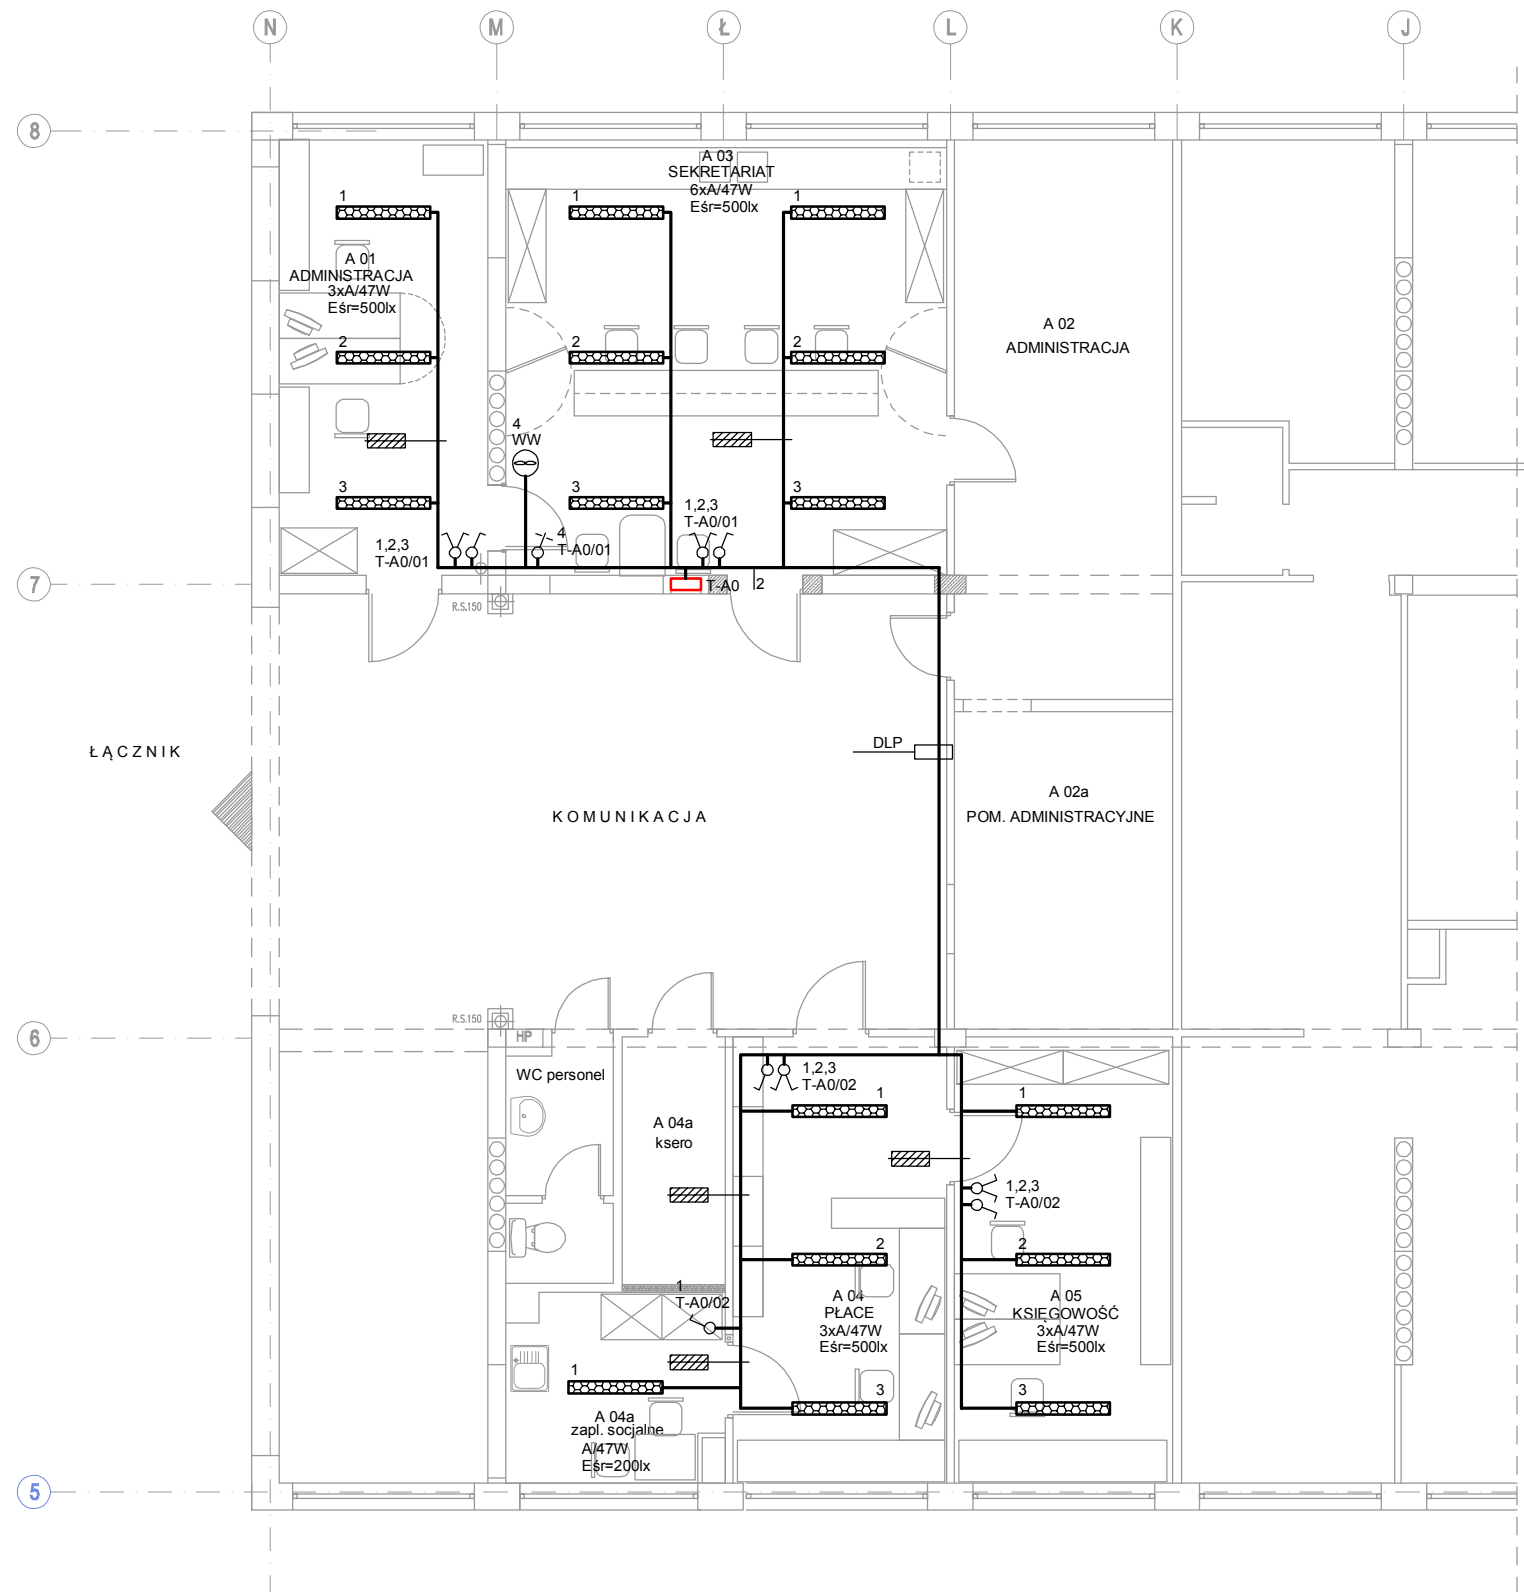 N
M
Ł
L
K
J
8
A 03
SEKRETARIAT
6xA/47W
Eśr=500lx
1
1
1
A 01
ADMINISTRACJA
3xA/47W
Eśr=500lx
2
2
2
A 02
ADMINISTRACJA
4
WW
3
3
3
1,2,3
T-A0/01
4
T-A0/01
1,2,3
T-A0/01
7
T-A0
2
R.S.150
ŁĄCZNIK
DLP
KOMUNIKACJA
A 02a
POM. ADMINISTRACYJNE
R.S.150
6
HP
WC personel
1,2,3
T-A0/02
1
1
A 04a
ksero
1,2,3
T-A0/02
2
2
1
T-A0/02
A 04
PŁACE
3xA/47W
Eśr=500lx
A 05
KSIĘGOWOŚĆ
3xA/47W
Eśr=500lx
1
3
3
A 04a
zapl. socjalne
A/47W
Eśr=200lx
5